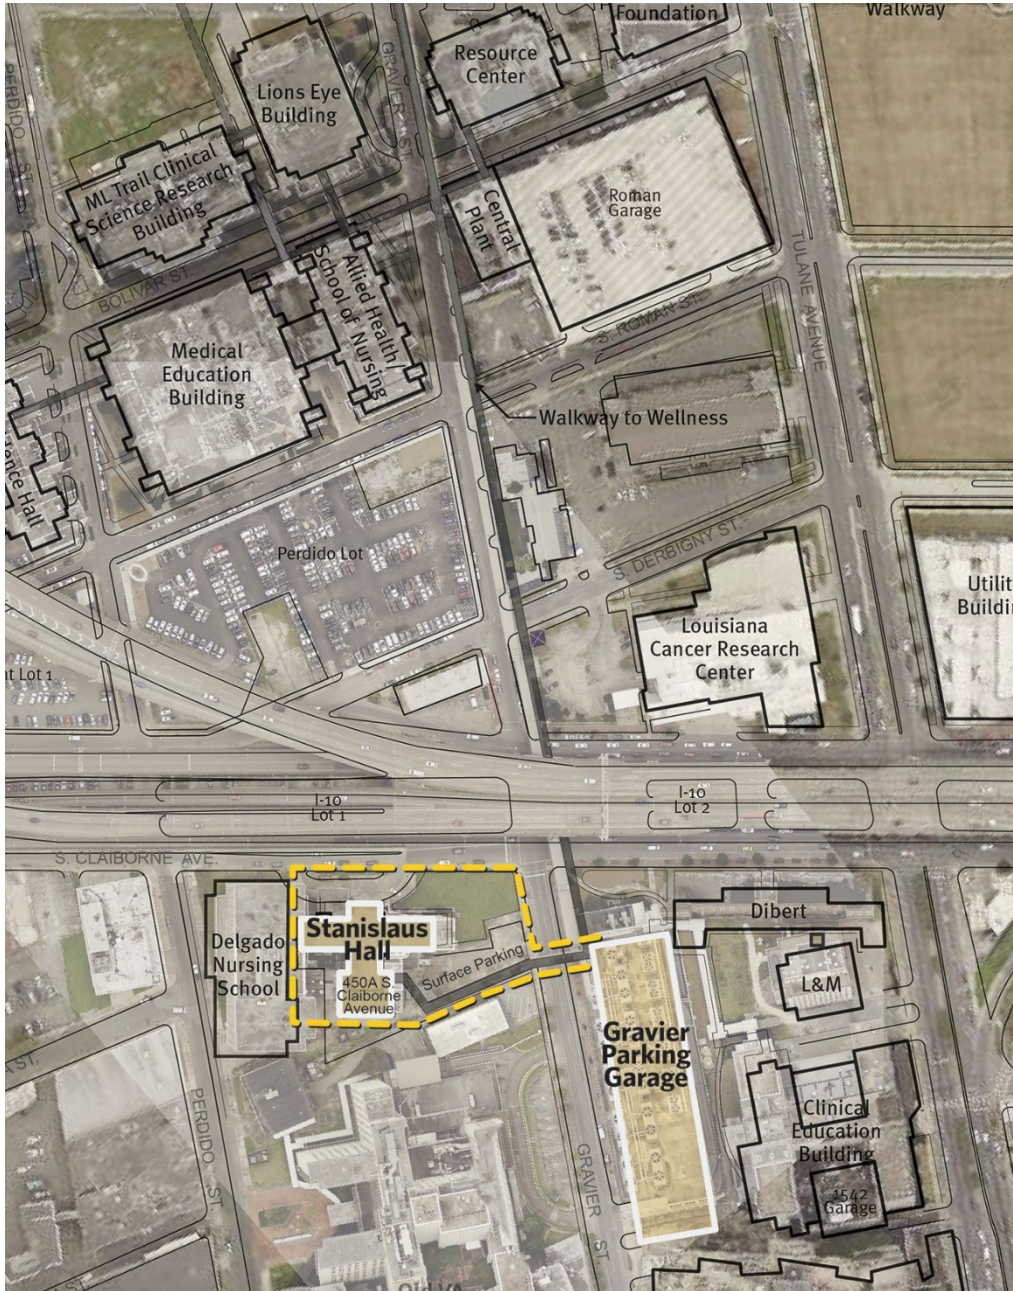 Foundation
Walkway
Resource
Center
Lions Eye
Building
GRAVIER ST.
PERDIDO ST.
ML Trail Clinical
Science Research
Building
Roman
Garage
Central
Plant
TULANE AVENUE
BOLIVAR ST.
Allied Health/
School of Nursing
S. ROMAN ST.
Medical
Education
Building
Walkway to Wellness
Hall
Perdido Lot
S. DERBIGNY ST.
Louisiana
Cancer Research
Center
Lot 1
I-10
Lot 1
I-10
Lot 2
S. CLAIBORNE AVE.
Stanislaus
Hall
450A S.
Claiborne
Avenue
Surface Parking
Delgado
Nursing
School
Dibert
L&M
Gravier
Parking
Garage
Clinical
Education
Building
1542
Garage
PERDIDO ST.
GRAVIER ST.
ST.
Old VA